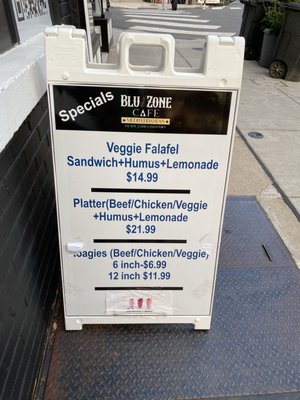 Specials
BLU ZONE
CAFE
MEDITERRANEAN
Veggie Falafel
Sandwich+Humus+Lemonade
$14.99
Platter(Beef/Chicken/Veggie
+Humus+Lemonade
$21.99
Hoagies (Beef/Chicken/Veggie)
6 inch-$6.99
12 inch $11.99